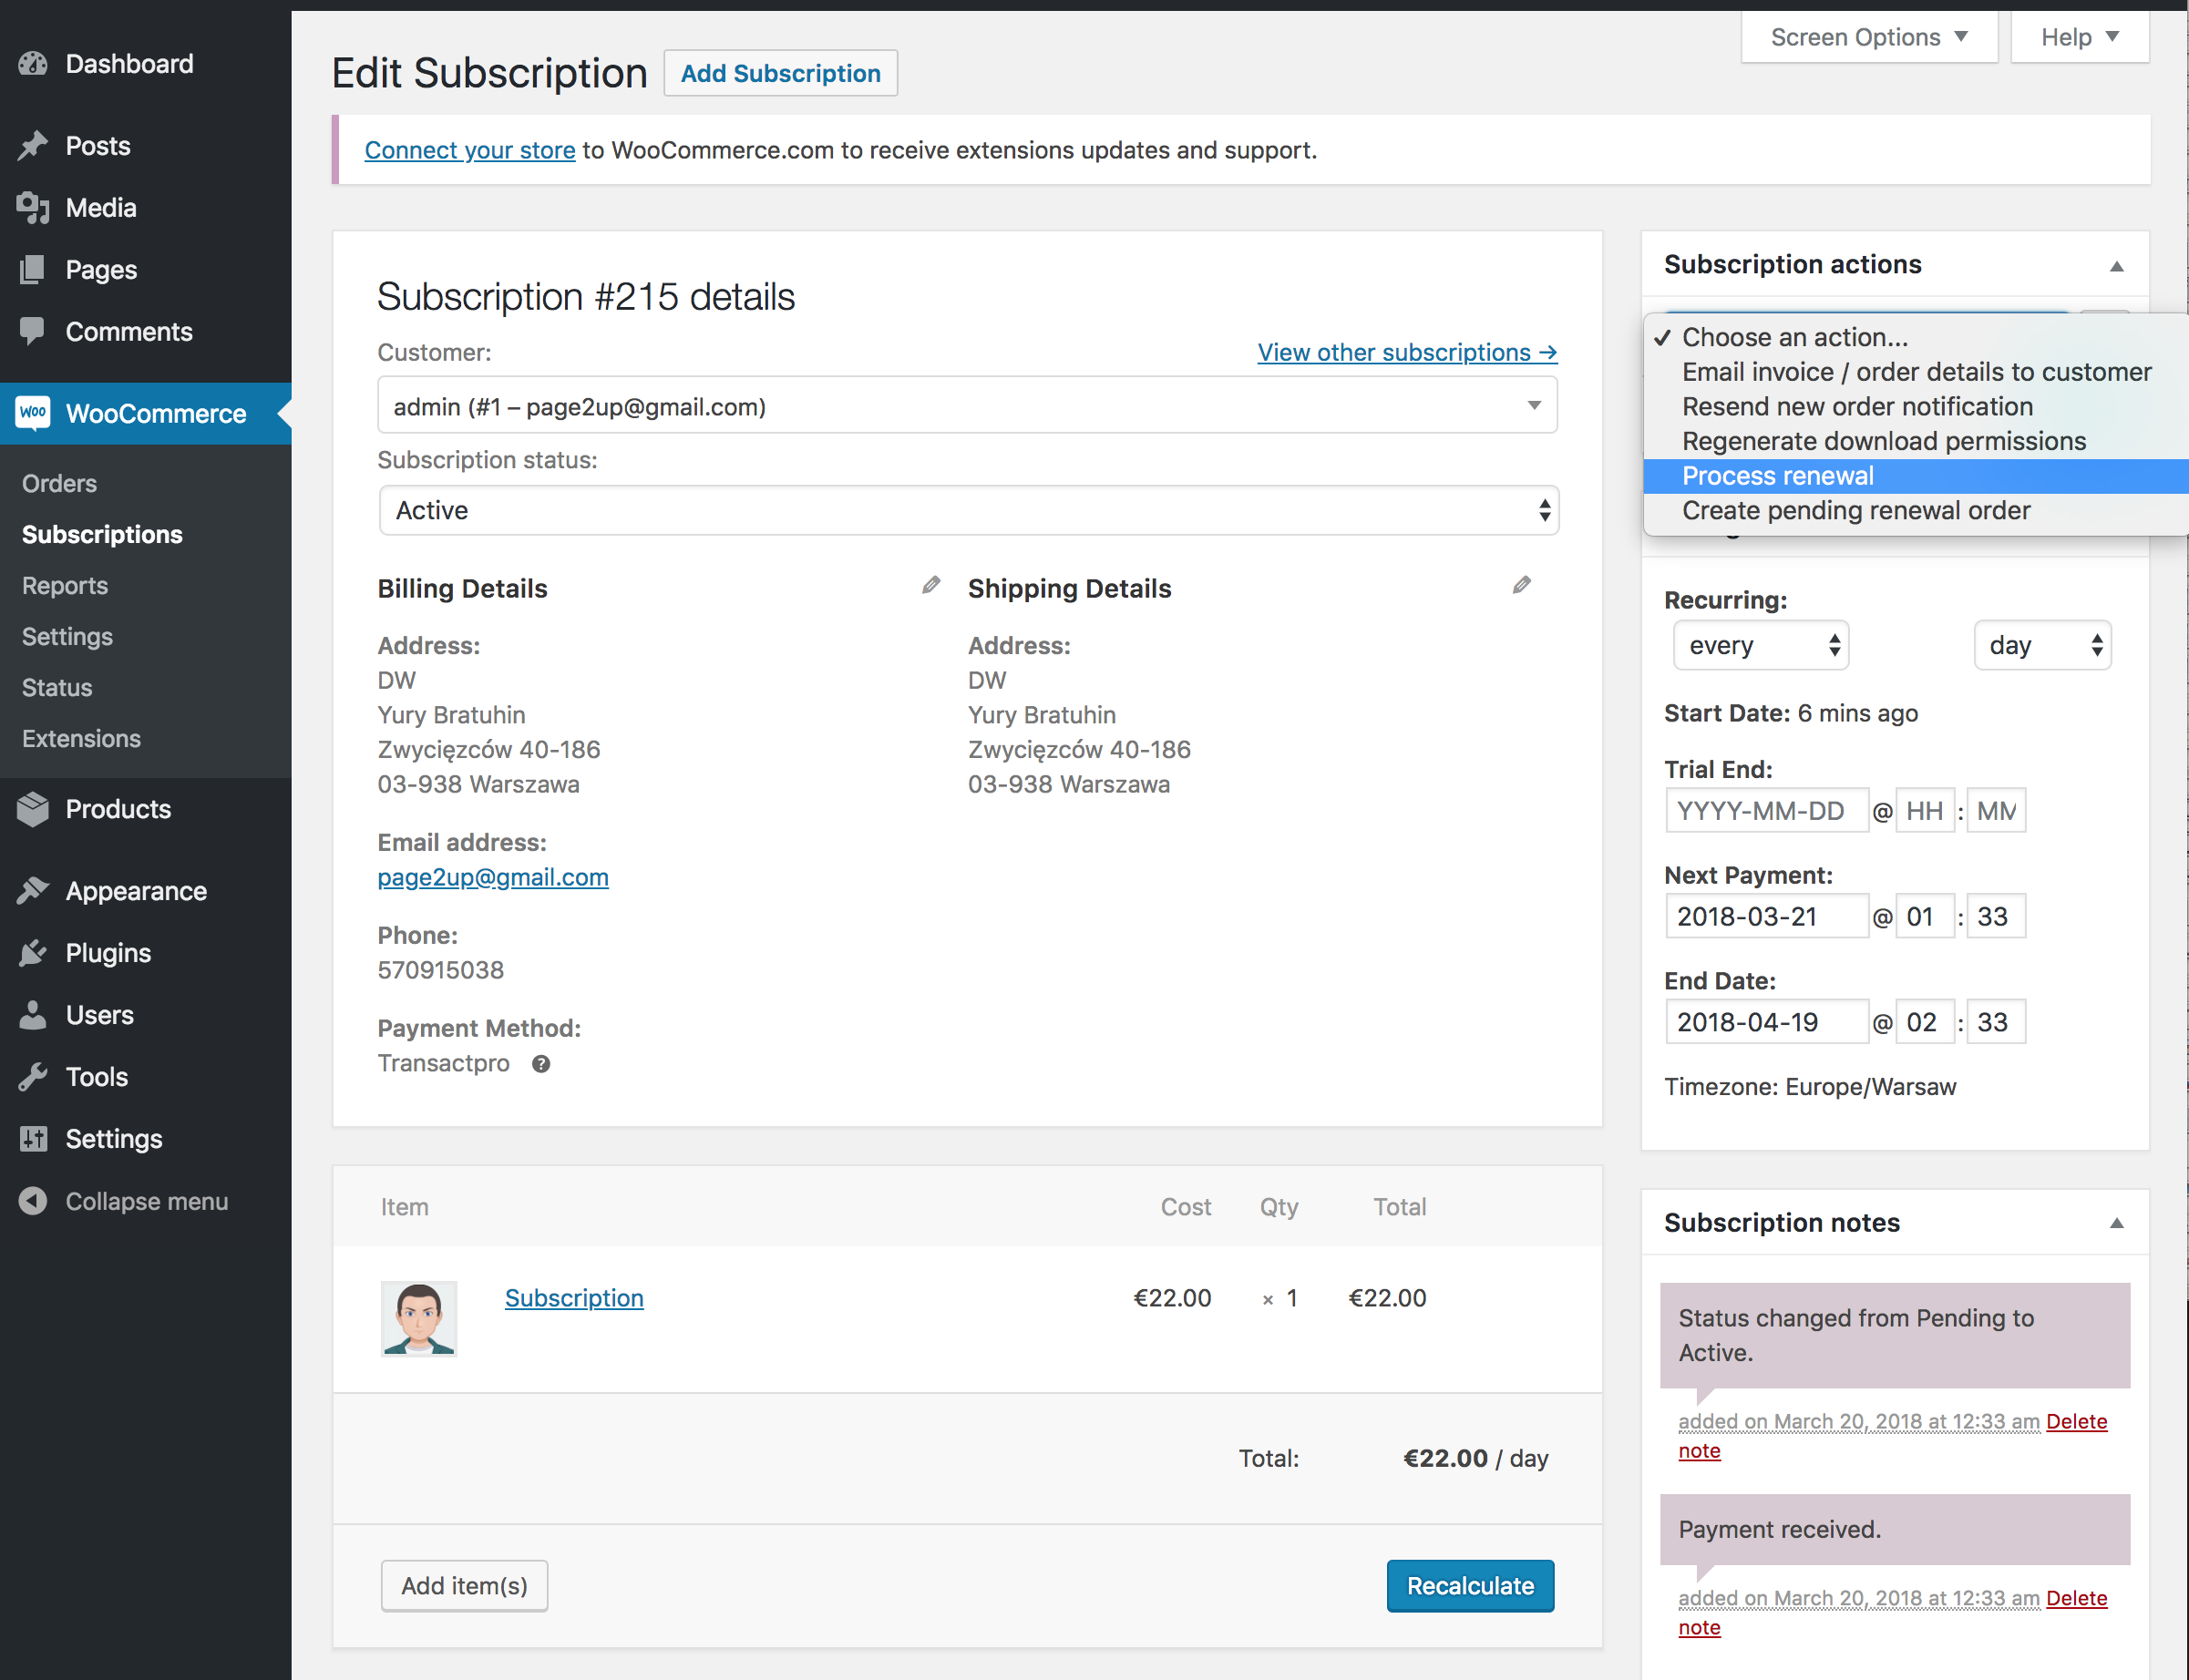 Dashboard
Posts
Media
Pages
Comments
Woo
WooCommerce
Orders
Subscriptions
Reports
Settings
Status
Extensions
Products
Appearance
Plugins
Users
Tools
Settings
Collapse menu
Screen Options
Help
Edit Subscription Add Subscription
Connect your store to WooCommerce.com to receive extensions updates and support.
Subscription #215 details
Customer: View other subscriptions →
admin (#1 – page2up@gmail.com)
Subscription status:
Active
Billing Details
Address:
DW
Yury Bratuhin
Zwycięzców 40-186
03-938 Warszawa
Email address:
page2up@gmail.com
Phone:
570915038
Payment Method:
Transactpro ?
Shipping Details
Address:
DW
Yury Bratuhin
Zwycięzców 40-186
03-938 Warszawa
Item Cost Qty Total
Subscription €22.00 × 1 €22.00
Total: €22.00 / day
Add item(s) Recalculate
Subscription actions
✓ Choose an action...
Email invoice / order details to customer
Resend new order notification
Regenerate download permissions
Process renewal
Create pending renewal order
Recurring:
every day
Start Date: 6 mins ago
Trial End:
YYYY-MM-DD @ HH : MM
Next Payment:
2018-03-21 @ 01 : 33
End Date:
2018-04-19 @ 02 : 33
Timezone: Europe/Warsaw
Subscription notes
Status changed from Pending to
Active.
added on March 20, 2018 at 12:33 am Delete
note
Payment received.
added on March 20, 2018 at 12:33 am Delete
note